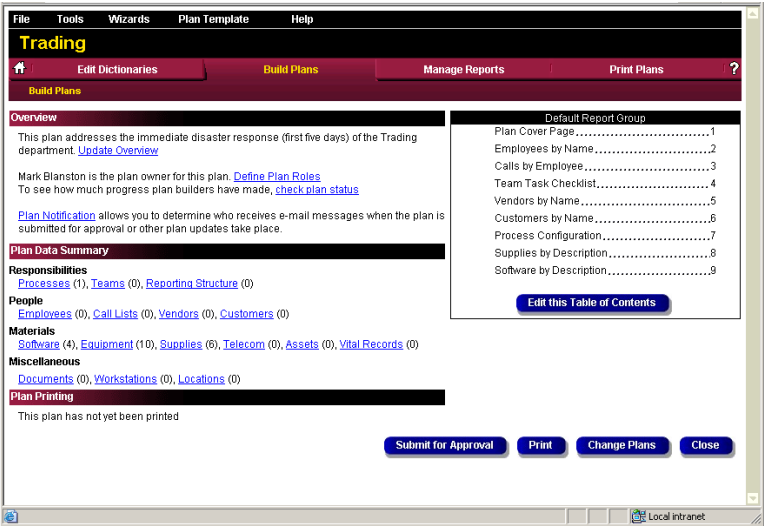 File Tools Wizards Plan Template Help
Trading
Edit Dictionaries Build Plans Manage Reports Print Plans ?
Build Plans
Overview
This plan addresses the immediate disaster response (first five days) of the Trading
department. Update Overview
Mark Blanston is the plan owner for this plan. Define Plan Roles
To see how much progress plan builders have made, check plan status
Plan Notification allows you to determine who receives e-mail messages when the plan is
submitted for approval or other plan updates take place.
Plan Data Summary
Responsibilities
Processes (1), Teams (0), Reporting Structure (0)
People
Employees (0), Call Lists (0), Vendors (0), Customers (0)
Materials
Software (4), Equipment (10), Supplies (6), Telecom (0), Assets (0), Vital Records (0)
Miscellaneous
Documents (0), Workstations (0), Locations (0)
Plan Printing
This plan has not yet been printed
Default Report Group
Plan Cover Page..............................1
Employees by Name..........................2
Calls by Employee............................3
Team Task Checklist.........................4
Vendors by Name.............................5
Customers by Name..........................6
Process Configuration........................7
Supplies by Description.......................8
Software by Description.......................9
Edit this Table of Contents
Submit for Approval Print Change Plans Close
Local intranet